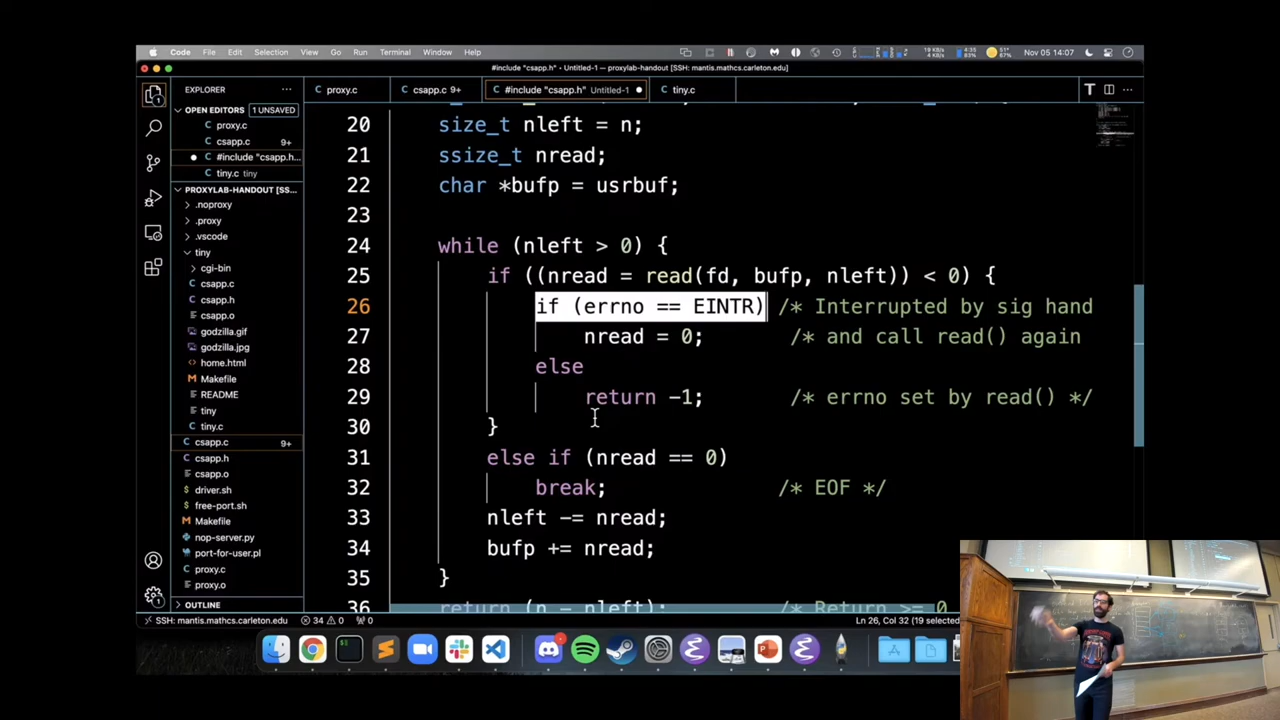 Code File Edit Selection View Go Run Terminal Window Help Nov 05 14:07
#include "csapp.h" • Untitled-1 — proxylab-handout [SSH: mantis.mathcs.carleton.edu]
EXPLORER
proxy.c csapp.c 9+ #include "csapp.h" Untitled-1 tiny.c
OPEN EDITORS 1 UNSAVED
proxy.c
csapp.c 9+
#include "csapp.h...
tiny.c tiny
PROXYLAB-HANDOUT [SS...
.noproxy
.proxy
.vscode
tiny
cgi-bin
csapp.c
csapp.h
csapp.o
godzilla.gif
godzilla.jpg
home.html
Makefile
README
tiny
tiny.c
csapp.c 9+
csapp.h
csapp.o
driver.sh
free-port.sh
Makefile
nop-server.py
port-for-user.pl
proxy.c
proxy.o
OUTLINE
20 size_t nleft = n;
21 ssize_t nread;
22 char *bufp = usrbuf;
23
24 while (nleft > 0) {
25 if ((nread = read(fd, bufp, nleft)) < 0) {
26 if (errno == EINTR) /* Interrupted by sig hand
27 nread = 0; /* and call read() again
28 else
29 return -1; /* errno set by read() */
30 }
31 else if (nread == 0)
32 break; /* EOF */
33 nleft -= nread;
34 bufp += nread;
35 }
36 return (n - nleft); /* Return >= 0
SSH: mantis.mathcs.carleton.edu 34 0 0 Ln 26, Col 32 (19 selected